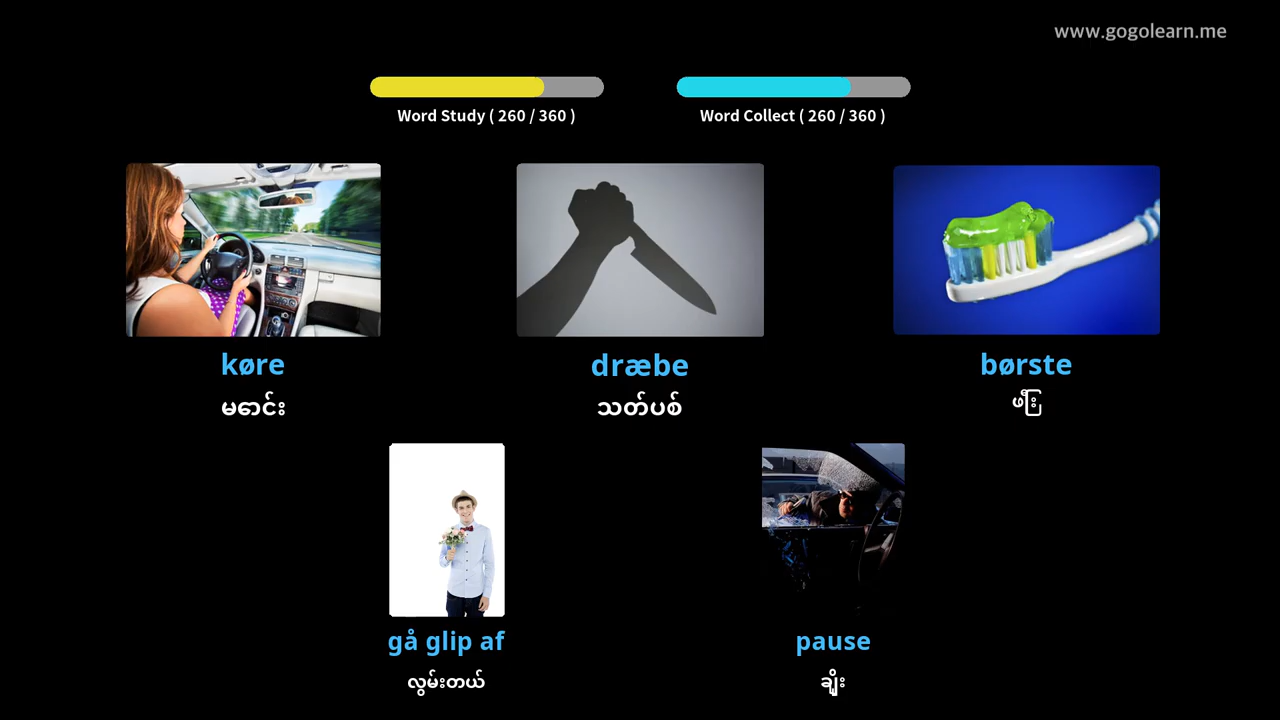 www.gogolearn.me
Word Study ( 260 / 360 )
Word Collect ( 260 / 360 )
køre
dræbe
børste
မောင်း
သတ်ပစ်
ဖီး
gå glip af
pause
လွမ်းတယ်
ချိုး